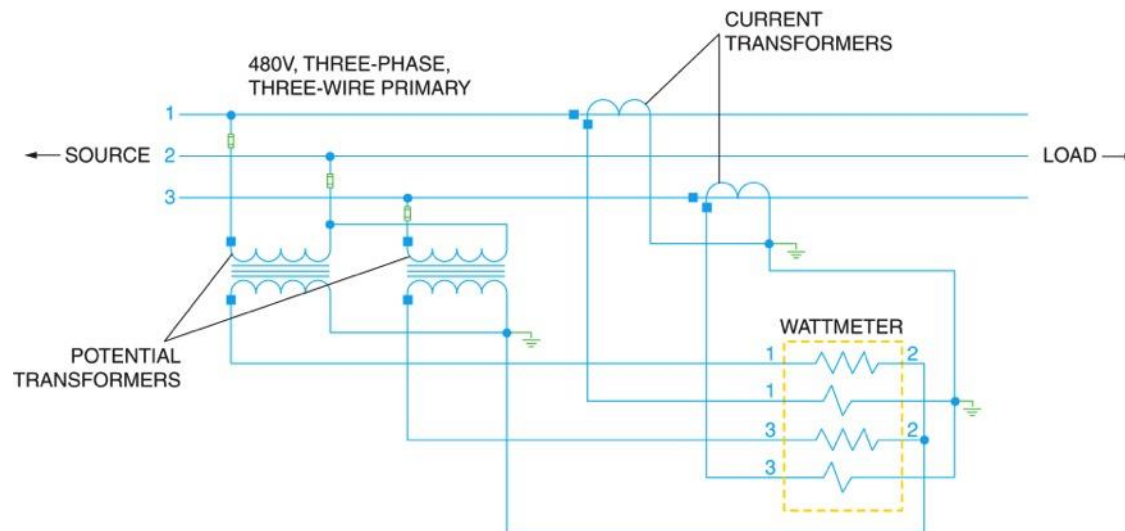 CURRENT
TRANSFORMERS
480V, THREE-PHASE,
THREE-WIRE PRIMARY
1
SOURCE 2
LOAD
3
WATTMETER
POTENTIAL
TRANSFORMERS
1 2
1
3 2
3